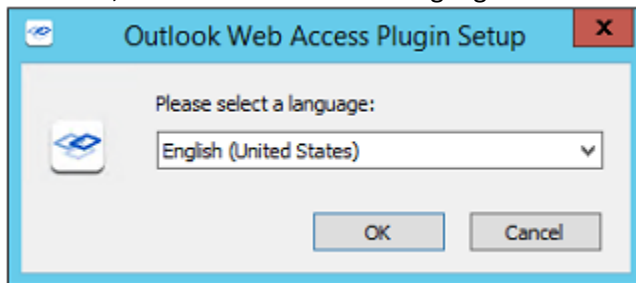 Outlook Web Access Plugin Setup
x
Please select a language:
English (United States)
OK Cancel